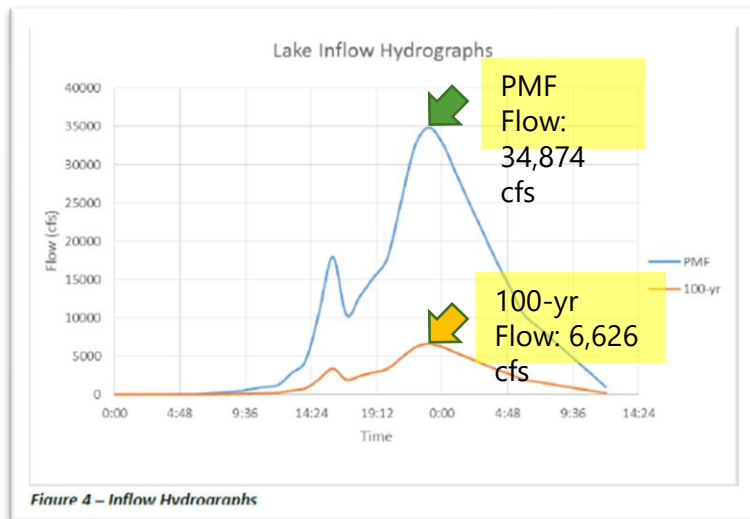 Lake Inflow Hydrographs
40000
35000
30000
25000
20000
15000
10000
5000
0
Flow (cfs)
PMF
Flow:
34,874
cfs
100-yr
Flow: 6,626
cfs
PMF
100-yr
0:00 4:48 9:36 14:24 19:12 0:00 4:48 9:36 14:24
Time
Figure 4 – Inflow Hydrographs